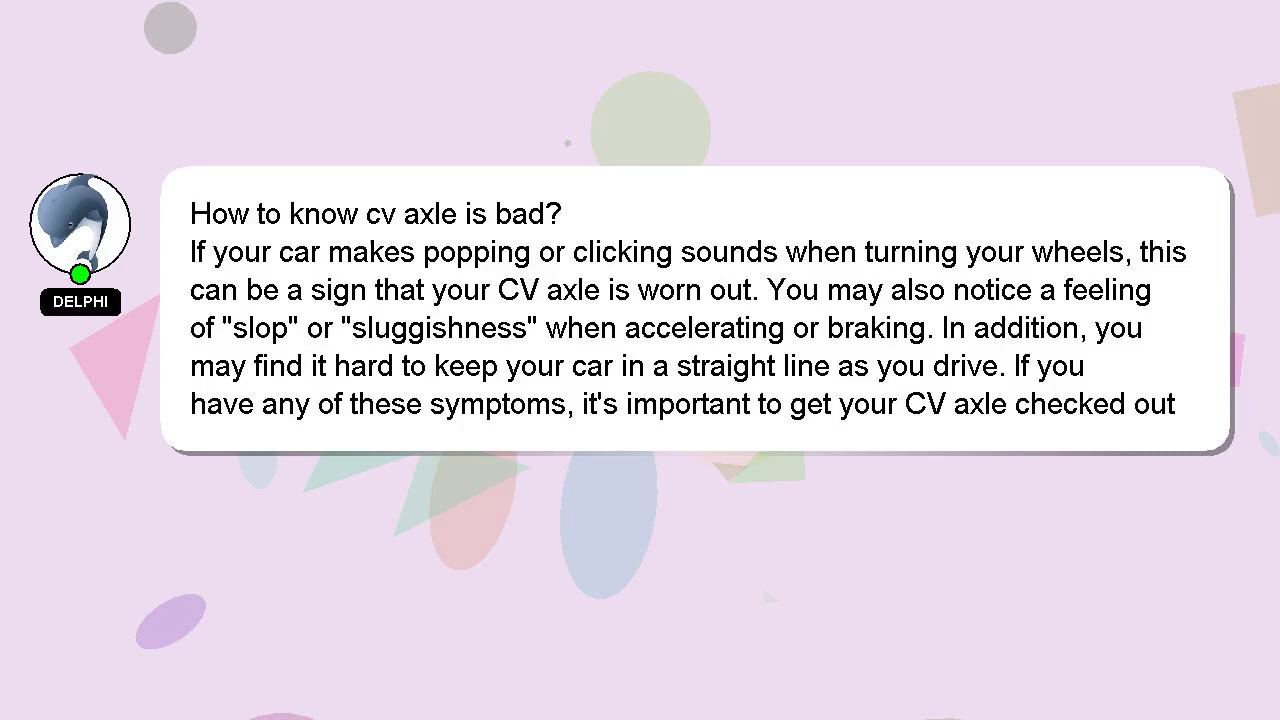 How to know cv axle is bad?
If your car makes popping or clicking sounds when turning your wheels, this
can be a sign that your CV axle is worn out. You may also notice a feeling
of "slop" or "sluggishness" when accelerating or braking. In addition, you
may find it hard to keep your car in a straight line as you drive. If you
have any of these symptoms, it's important to get your CV axle checked out
DELPHI